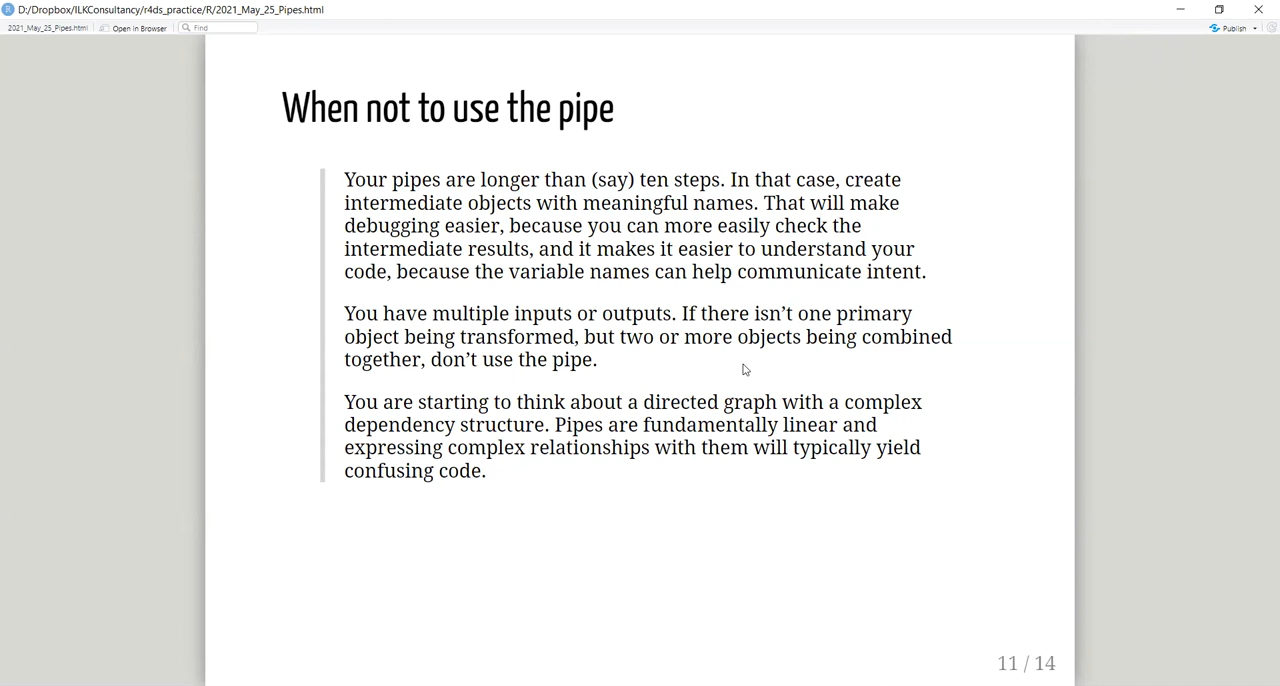 D:/Dropbox/ILKConsultancy/r4ds_practice/R/2021_May_25_Pipes.html
2021_May_25_Pipes.html Open in Browser Find Publish
When not to use the pipe
Your pipes are longer than (say) ten steps. In that case, create
intermediate objects with meaningful names. That will make
debugging easier, because you can more easily check the
intermediate results, and it makes it easier to understand your
code, because the variable names can help communicate intent.
You have multiple inputs or outputs. If there isn’t one primary
object being transformed, but two or more objects being combined
together, don’t use the pipe.
You are starting to think about a directed graph with a complex
dependency structure. Pipes are fundamentally linear and
expressing complex relationships with them will typically yield
confusing code.
11 / 14